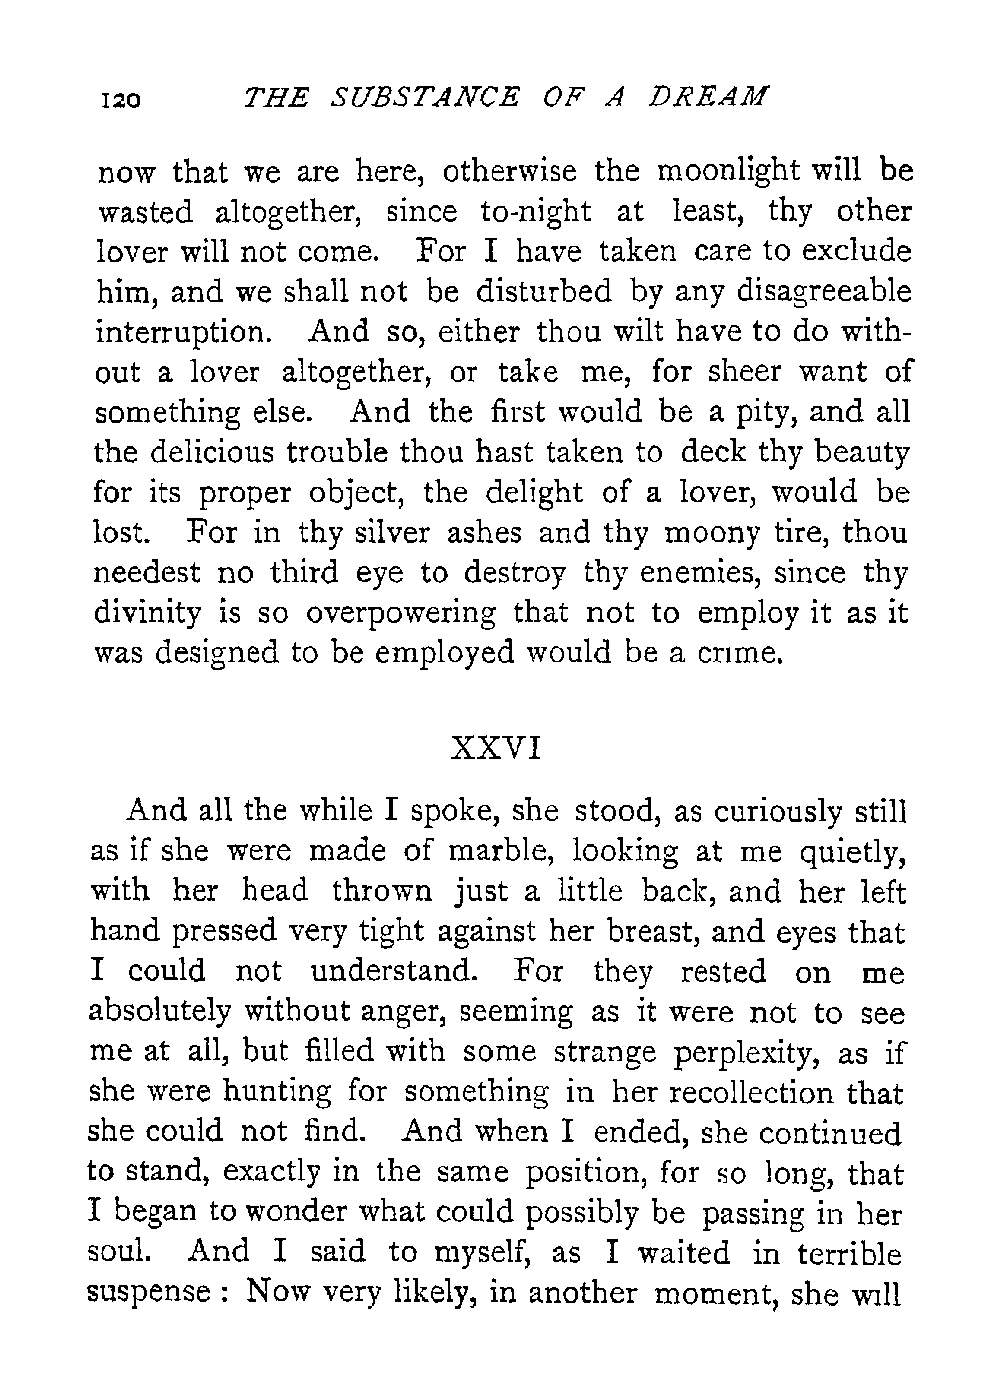 120 THE SUBSTANCE OF A DREAM
now that we are here, otherwise the moonlight will be
wasted altogether, since to-night at least, thy other
lover will not come. For I have taken care to exclude
him, and we shall not be disturbed by any disagreeable
interruption. And so, either thou wilt have to do with-
out a lover altogether, or take me, for sheer want of
something else. And the first would be a pity, and all
the delicious trouble thou hast taken to deck thy beauty
for its proper object, the delight of a lover, would be
lost. For in thy silver ashes and thy moony tire, thou
needest no third eye to destroy thy enemies, since thy
divinity is so overpowering that not to employ it as it
was designed to be employed would be a crime.
XXVI
And all the while I spoke, she stood, as curiously still
as if she were made of marble, looking at me quietly,
with her head thrown just a little back, and her left
hand pressed very tight against her breast, and eyes that
I could not understand. For they rested on me
absolutely without anger, seeming as it were not to see
me at all, but filled with some strange perplexity, as if
she were hunting for something in her recollection that
she could not find. And when I ended, she continued
to stand, exactly in the same position, for so long, that
I began to wonder what could possibly be passing in her
soul. And I said to myself, as I waited in terrible
suspense : Now very likely, in another moment, she will